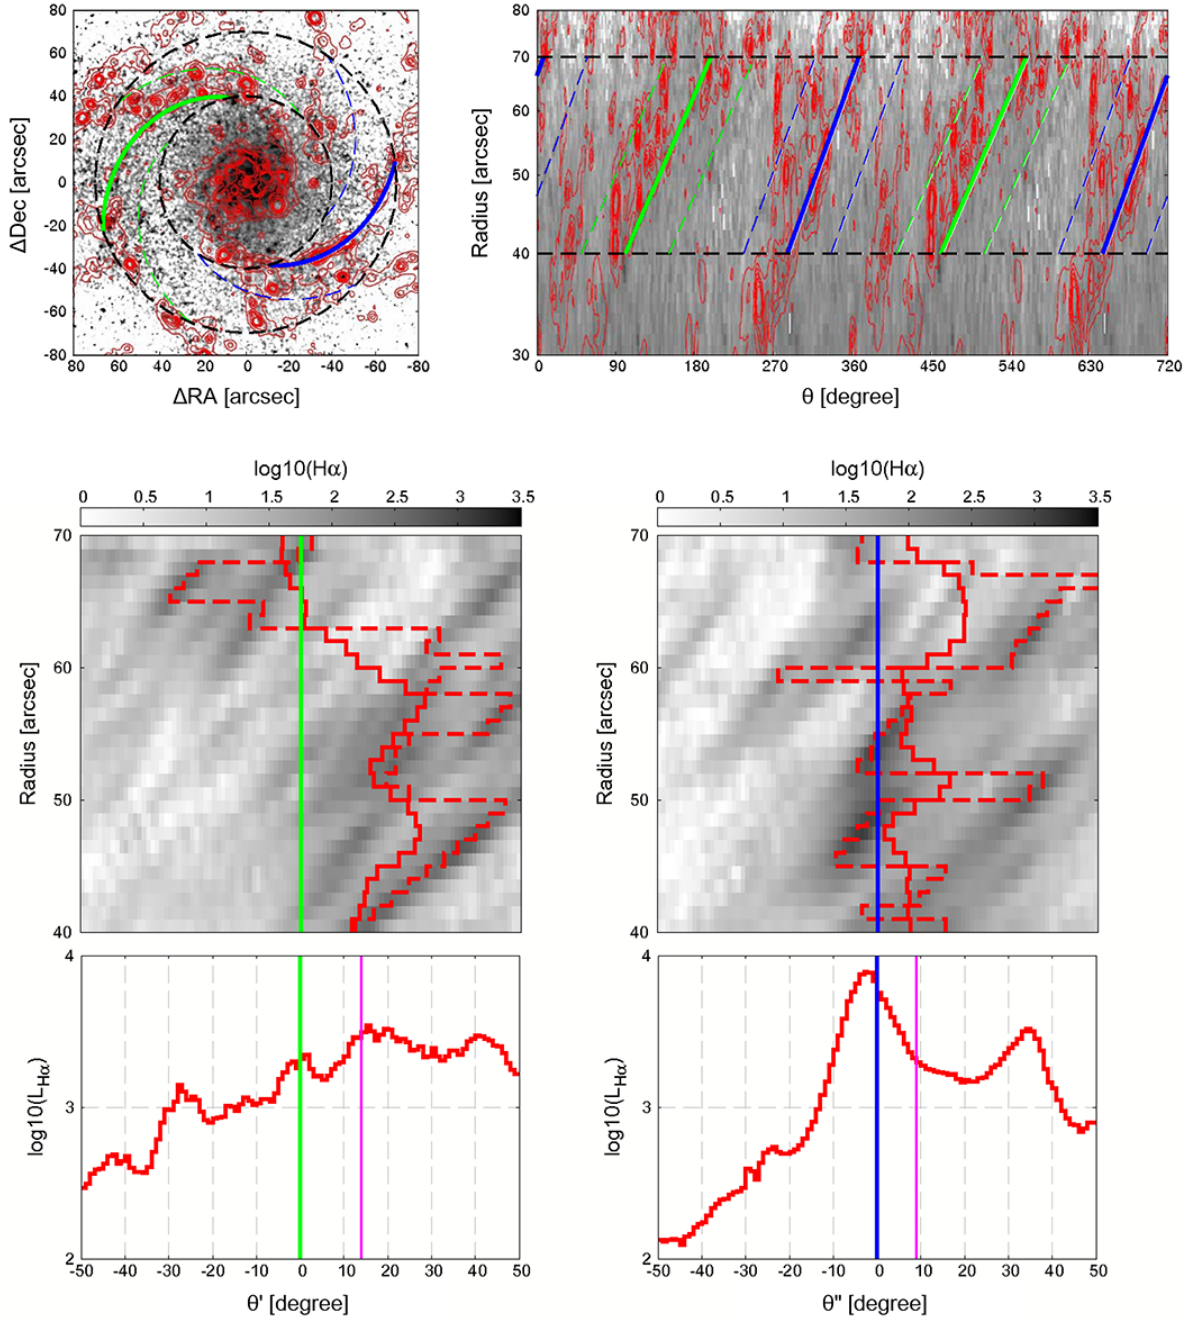 80
60
40
20
0
-20
-40
-60
-80
80 60 40 20 0 -20 -40 -60 -80
ΔDec [arcsec]
ΔRA [arcsec]
80
70
60
50
40
30
0 90 180 270 360 450 540 630 720
Radius [arcsec]
θ [degree]
log10(Hα)
0 0.5 1 1.5 2 2.5 3 3.5
70
60
50
40
Radius [arcsec]
log10(Hα)
0 0.5 1 1.5 2 2.5 3 3.5
70
60
50
40
Radius [arcsec]
4
3
2
log10(LHα)
-50 -40 -30 -20 -10 0 10 20 30 40 50
θ' [degree]
4
3
2
log10(LHα)
-50 -40 -30 -20 -10 0 10 20 30 40 50
θ" [degree]